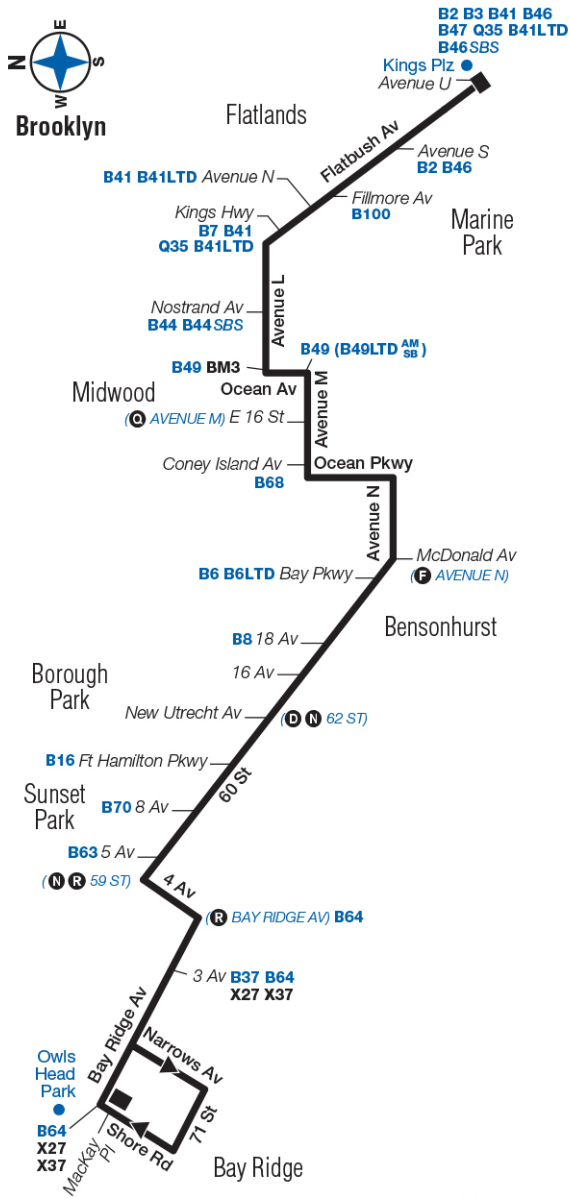 B2 B3 B41 B46
B47 Q35 B41LTD
B46SBS
Kings Plz
Avenue U
E
N
S
W
Brooklyn
Flatlands
Flatbush Av
Avenue S
B2 B46
B41 B41LTD Avenue N
Fillmore Av
B100
Kings Hwy
B7 B41
Q35 B41LTD
Marine
Park
Avenue L
Nostrand Av
B44 B44SBS
B49 (B49LTD AM SB)
B49 BM3
Ocean Av
Midwood
Avenue M
(Q AVENUE M) E 16 St
Coney Island Av
B68
Ocean Pkwy
Avenue N
McDonald Av
(F AVENUE N)
B6 B6LTD Bay Pkwy
Bensonhurst
B8 18 Av
16 Av
Borough
Park
New Utrecht Av
(D N 62 ST)
B16 Ft Hamilton Pkwy
60 St
Sunset
Park
B70 8 Av
B63 5 Av
(N R 59 ST)
4 Av
(R BAY RIDGE AV) B64
3 Av B37 B64
X27 X37
Bay Ridge Av
Narrows Av
Owls
Head
Park
B64
X27
X37
MacKay
Pl
Shore Rd
71 St
Bay Ridge